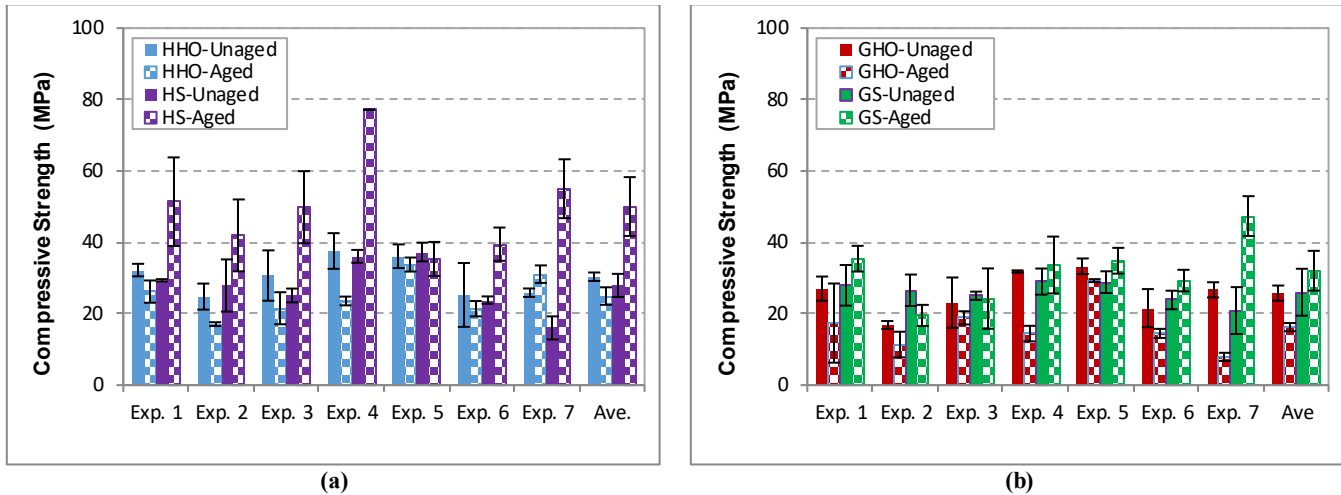 100
80
60
40
20
0
Compressive Strength (MPa)
HHO-Unaged
HHO-Aged
HS-Unaged
HS-Aged
Exp. 1 Exp. 2 Exp. 3 Exp. 4 Exp. 5 Exp. 6 Exp. 7 Ave.
(a)
100
80
60
40
20
0
Compressive Strength (MPa)
GHO-Unaged
GHO-Aged
GS-Unaged
GS-Aged
Exp. 1 Exp. 2 Exp. 3 Exp. 4 Exp. 5 Exp. 6 Exp. 7 Ave
(b)